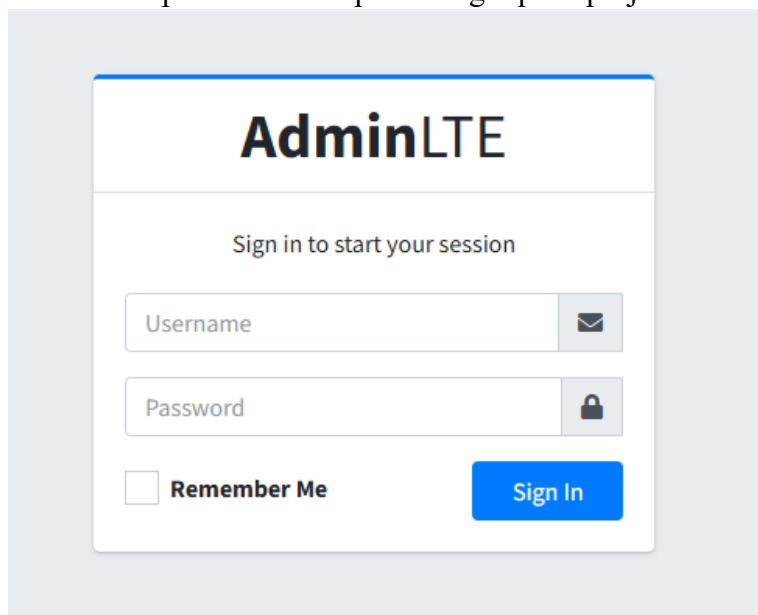 AdminLTE
Sign in to start your session
Username
Password
Remember Me
Sign In